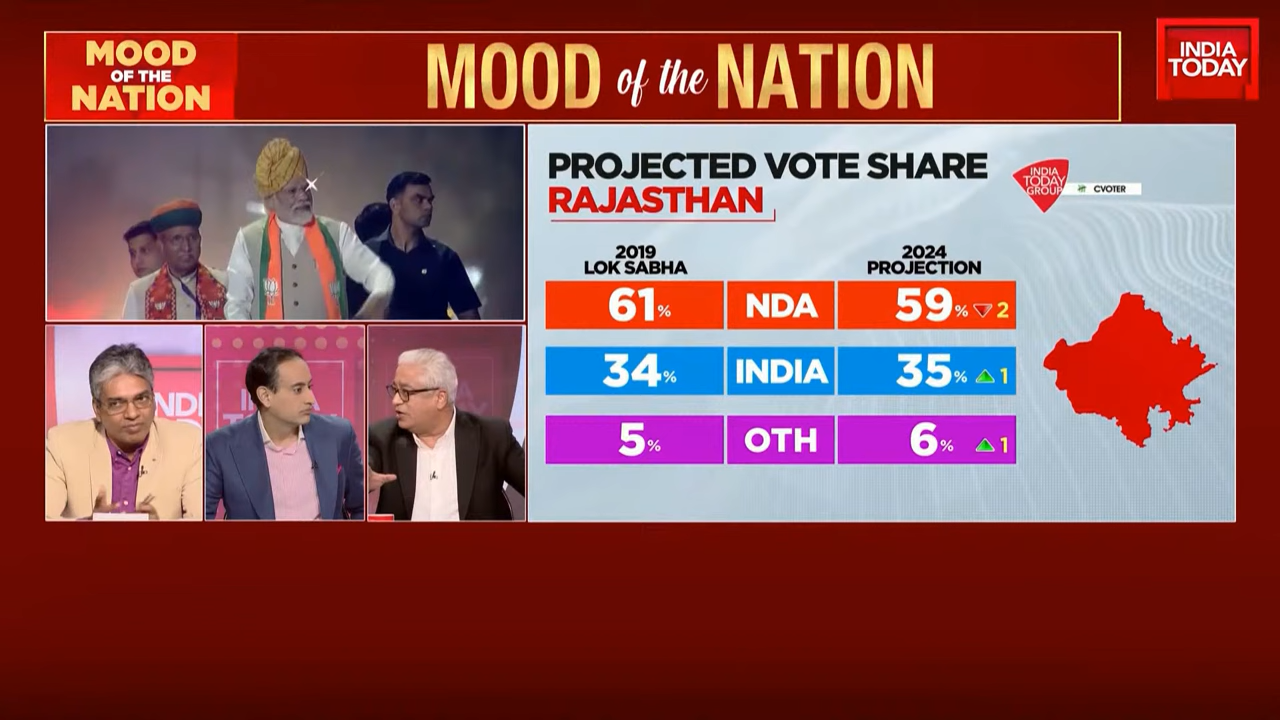 MOOD
OF THE
NATION
MOOD of the NATION
INDIA
TODAY
PROJECTED VOTE SHARE
RAJASTHAN
INDIA
TODAY
GROUP
CVOTER
2019
LOK SABHA
2024
PROJECTION
61% NDA 59% 2
34% INDIA 35% 1
5% OTH 6% 1